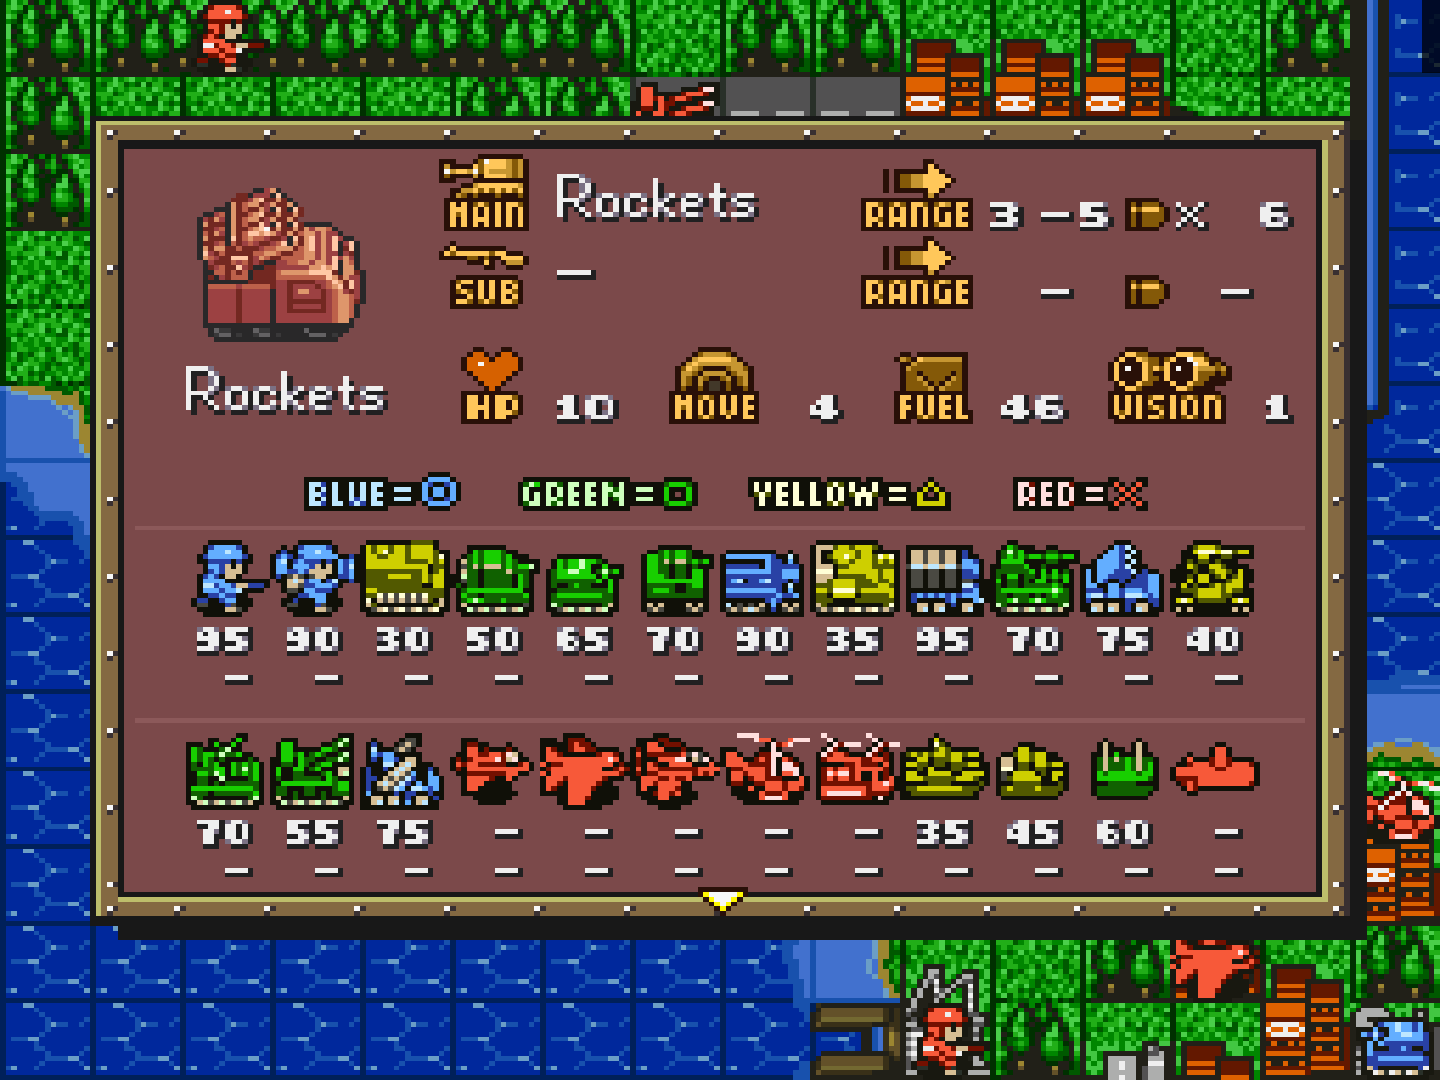 MAIN Rockets RANGE 3 - 5 x 6
SUB - RANGE - -
Rockets HP 10 MOVE 4 FUEL 46 VISION 1
BLUE= GREEN= YELLOW= RED=
95 90 30 50 65 70 90 35 95 70 75 40
- - - - - - - - - - - -
70 55 75 - - - - - 35 45 60 -
- - - - - - - - - - - -